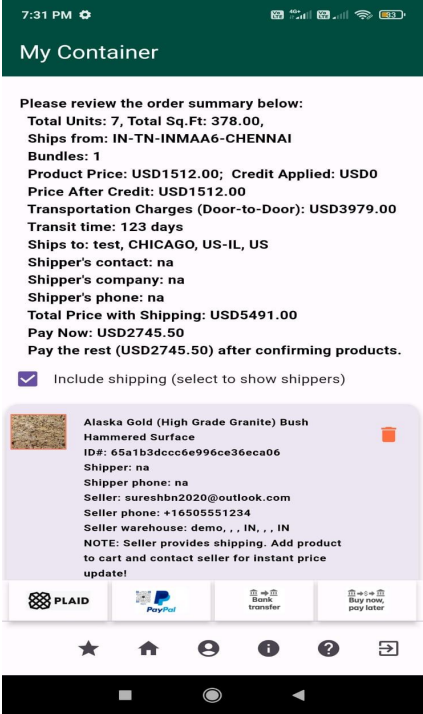 7:31 PM
4G+
83
My Container
Please review the order summary below:
Total Units: 7, Total Sq.Ft: 378.00,
Ships from: IN-TN-INMAA6-CHENNAI
Bundles: 1
Product Price: USD1512.00; Credit Applied: USD0
Price After Credit: USD1512.00
Transportation Charges (Door-to-Door): USD3979.00
Transit time: 123 days
Ships to: test, CHICAGO, US-IL, US
Shipper's contact: na
Shipper's company: na
Shipper's phone: na
Total Price with Shipping: USD5491.00
Pay Now: USD2745.50
Pay the rest (USD2745.50) after confirming products.
Include shipping (select to show shippers)
Alaska Gold (High Grade Granite) Bush
Hammered Surface
ID#: 65a1b3dccc6e996ce36eca06
Shipper: na
Shipper phone: na
Seller: sureshbn2020@outlook.com
Seller phone: +16505551234
Seller warehouse: demo, , , IN, , , IN
NOTE: Seller provides shipping. Add product
to cart and contact seller for instant price
update!
PLAID
PayPal
Bank
transfer
Buy now,
pay later